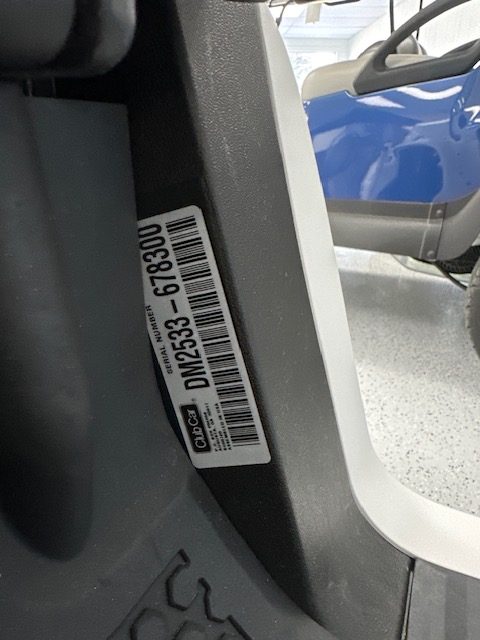 SERIAL NUMBER
DM2533-678300
Club Car®